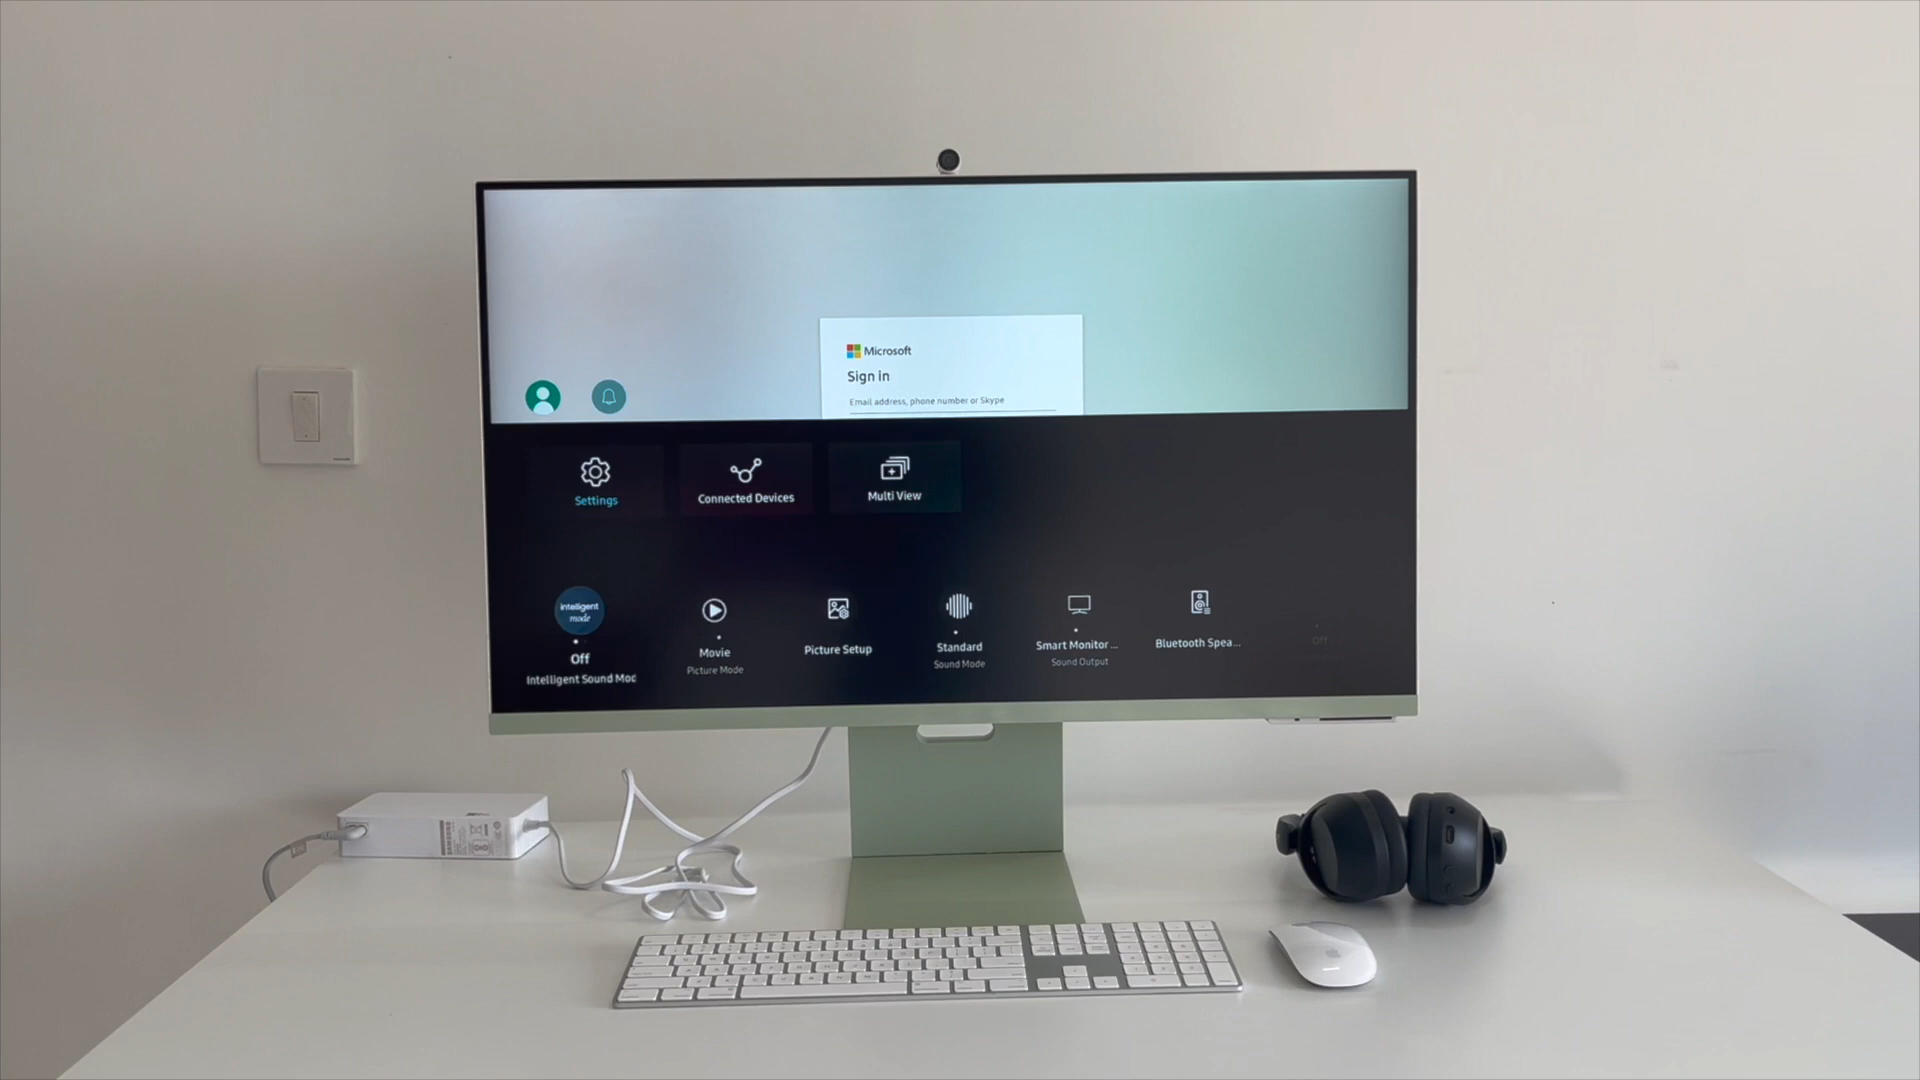 Microsoft
Sign in
Email address, phone number or Skype
Settings
Connected Devices
Multi View
intelligent
mode
Off
Intelligent Sound Moc
Movie
Picture Mode
Picture Setup
Standard
Sound Mode
Smart Monitor ...
Sound Output
Bluetooth Spea...
Off